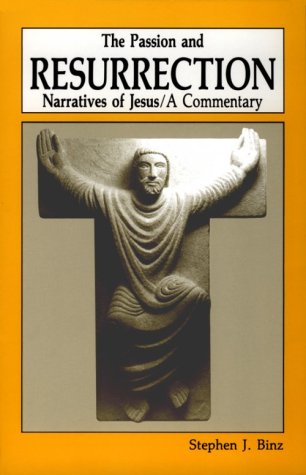 The Passion and
RESURRECTION
Narratives of Jesus/A Commentary
Stephen J. Binz